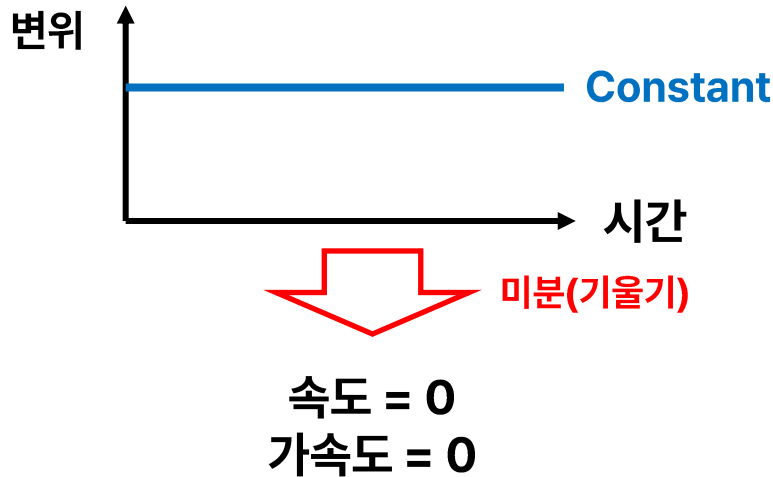 변위
Constant
시간
미분(기울기)
속도 = 0
가속도 = 0